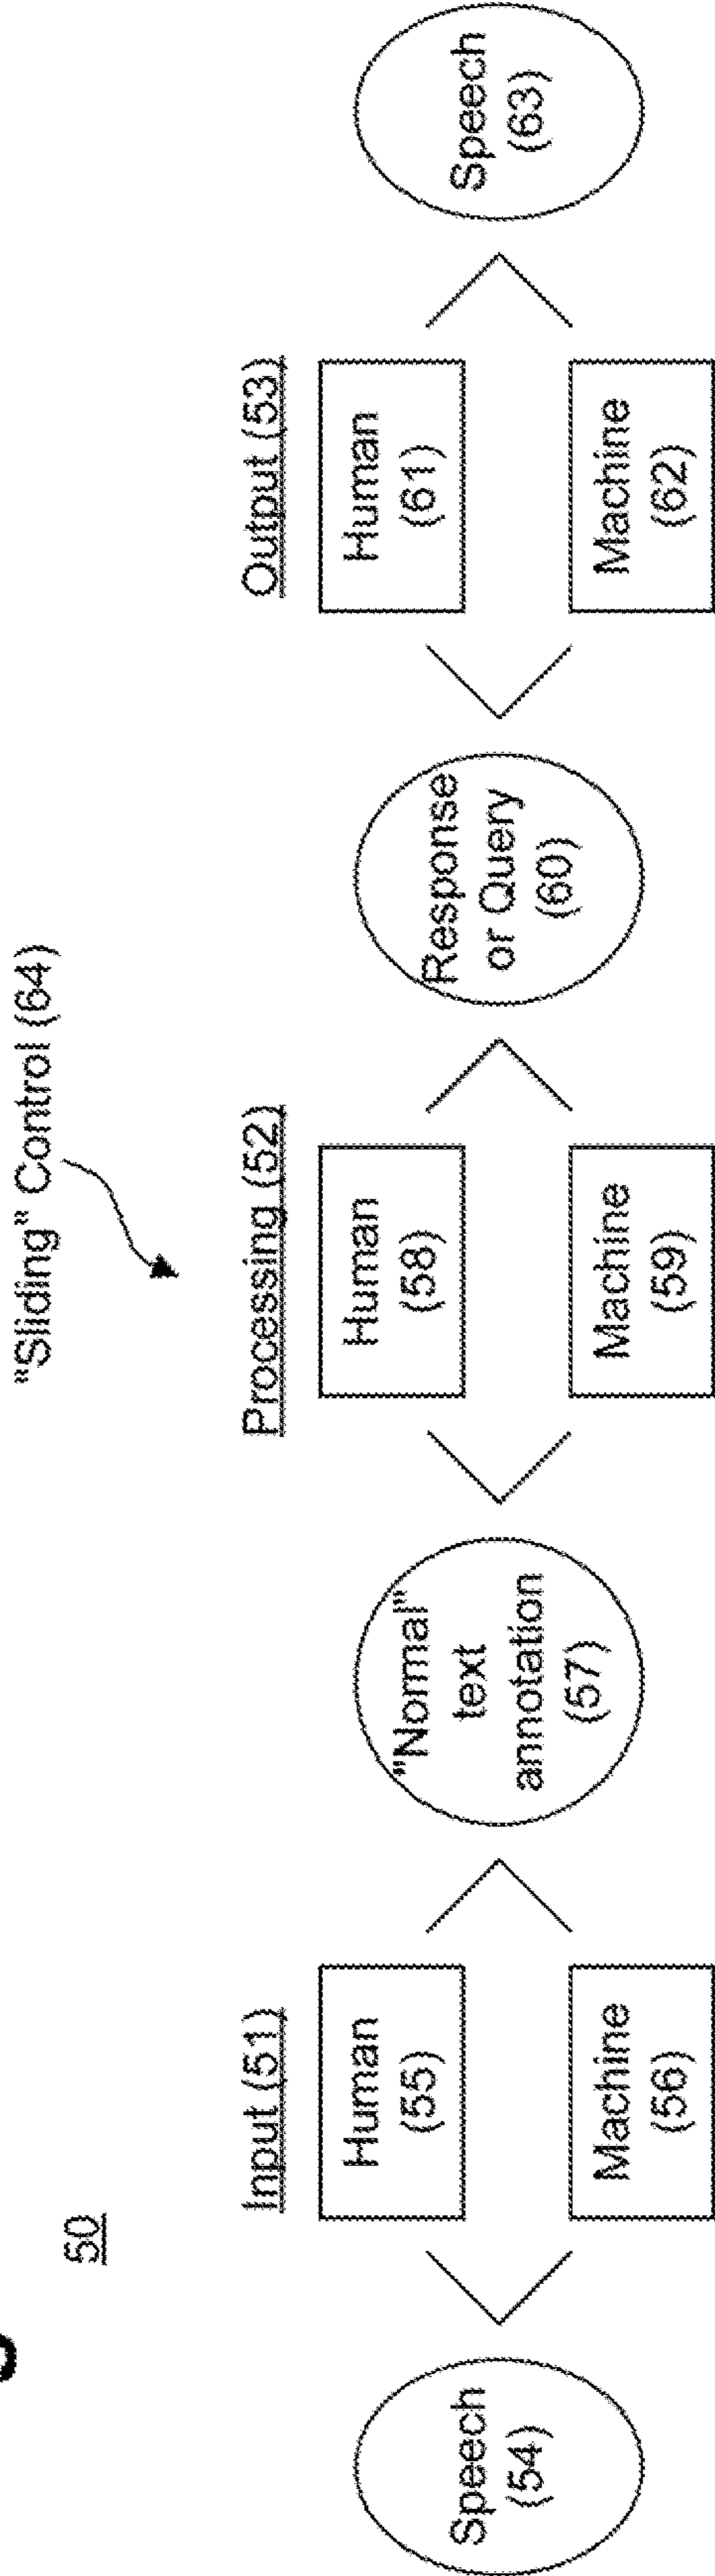 50
"Sliding" Control (64)
Input (51)
Processing (52)
Output (53)
Speech
(54)
Human
(55)
Machine
(56)
"Normal"
text
annotation
(57)
Human
(58)
Machine
(59)
Response
or Query
(60)
Human
(61)
Machine
(62)
Speech
(63)